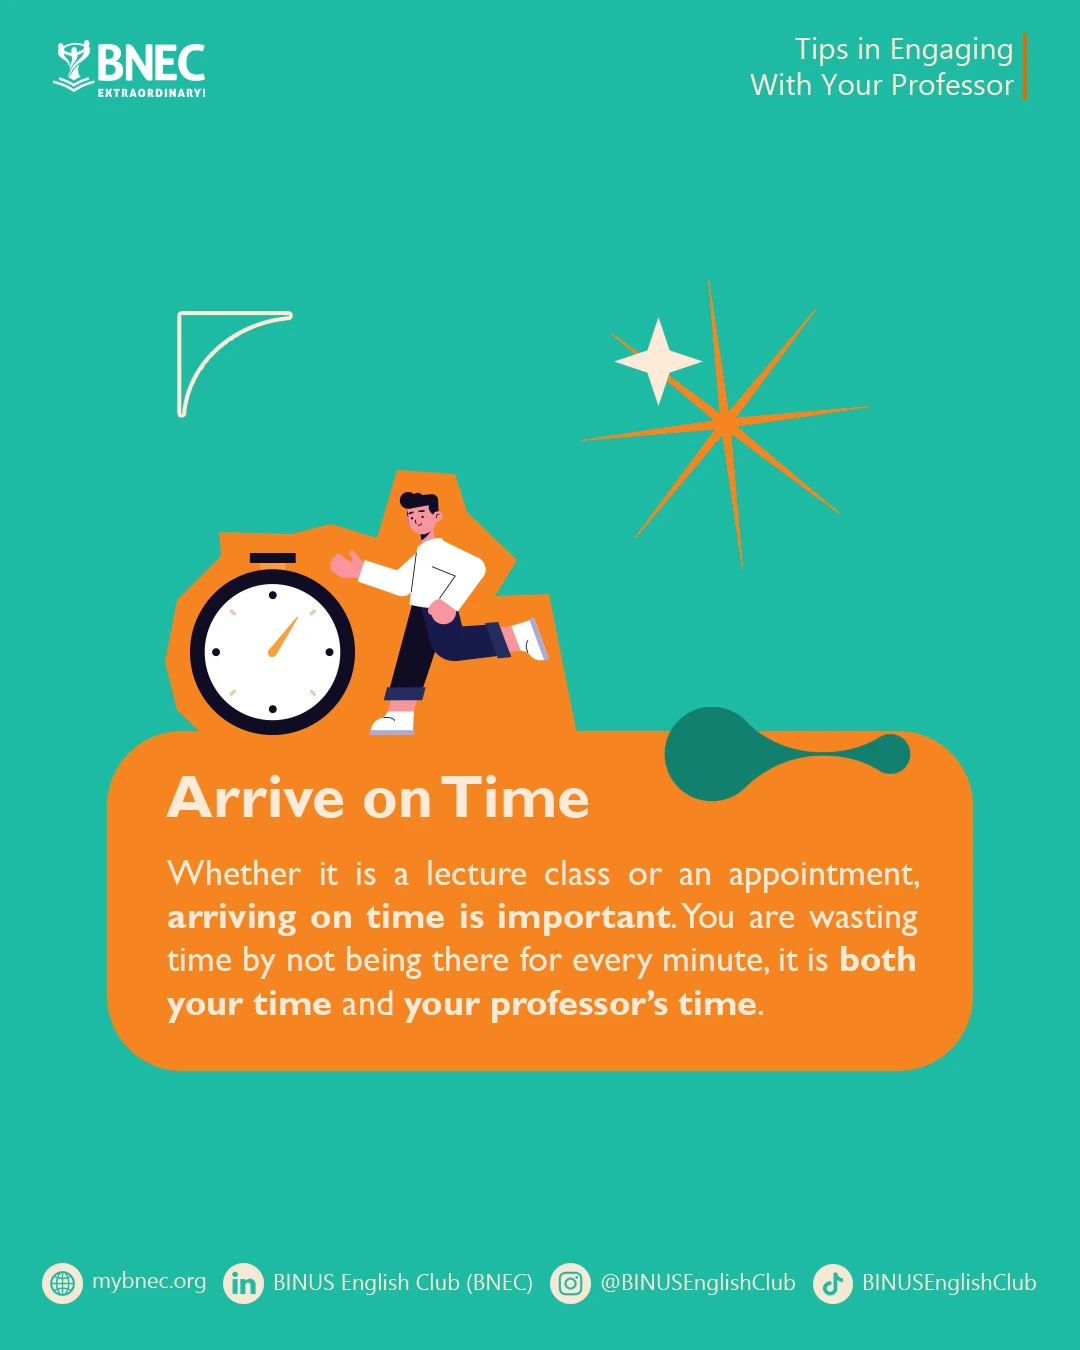 BNEC
EXTRAORDINARY!
Tips in Engaging
With Your Professor
Arrive on Time
Whether it is a lecture class or an appointment,
arriving on time is important. You are wasting
time by not being there for every minute, it is both
your time and your professor’s time.
mybnec.org
BINUS English Club (BNEC)
@BINUSEnglishClub
BINUSEnglishClub